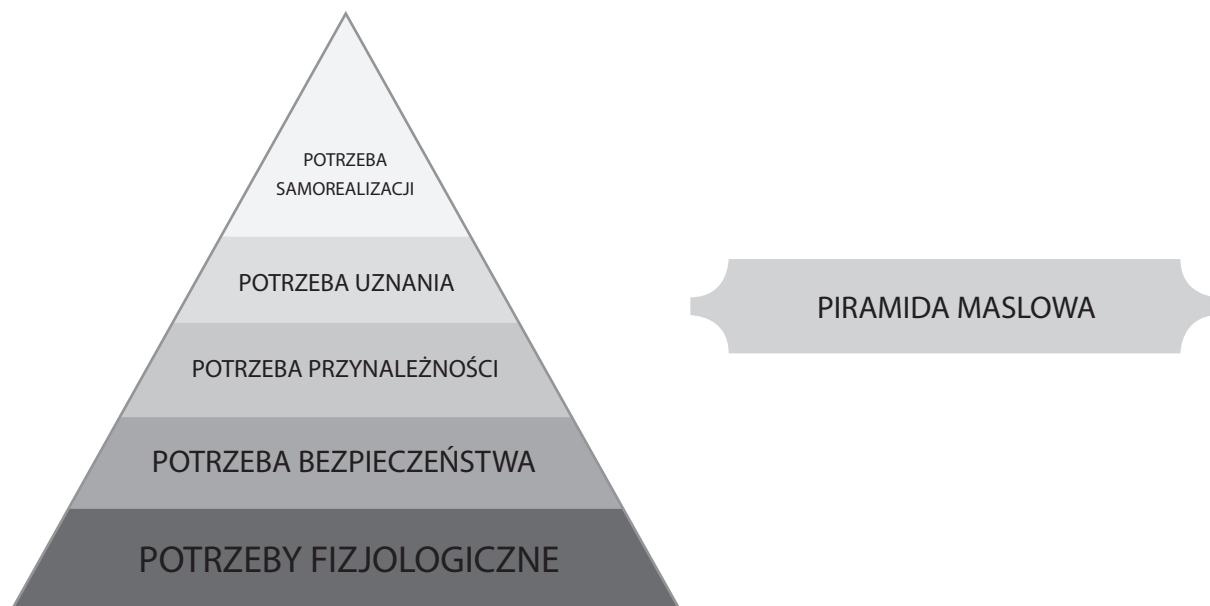 POTRZEBA
SAMOREALIZACJI
POTRZEBA UZNANIA
POTRZEBA PRZYNALEŻNOŚCI
POTRZEBA BEZPIECZEŃSTWA
POTRZEBY FIZJOLOGICZNE
PIRAMIDA MASLOWA